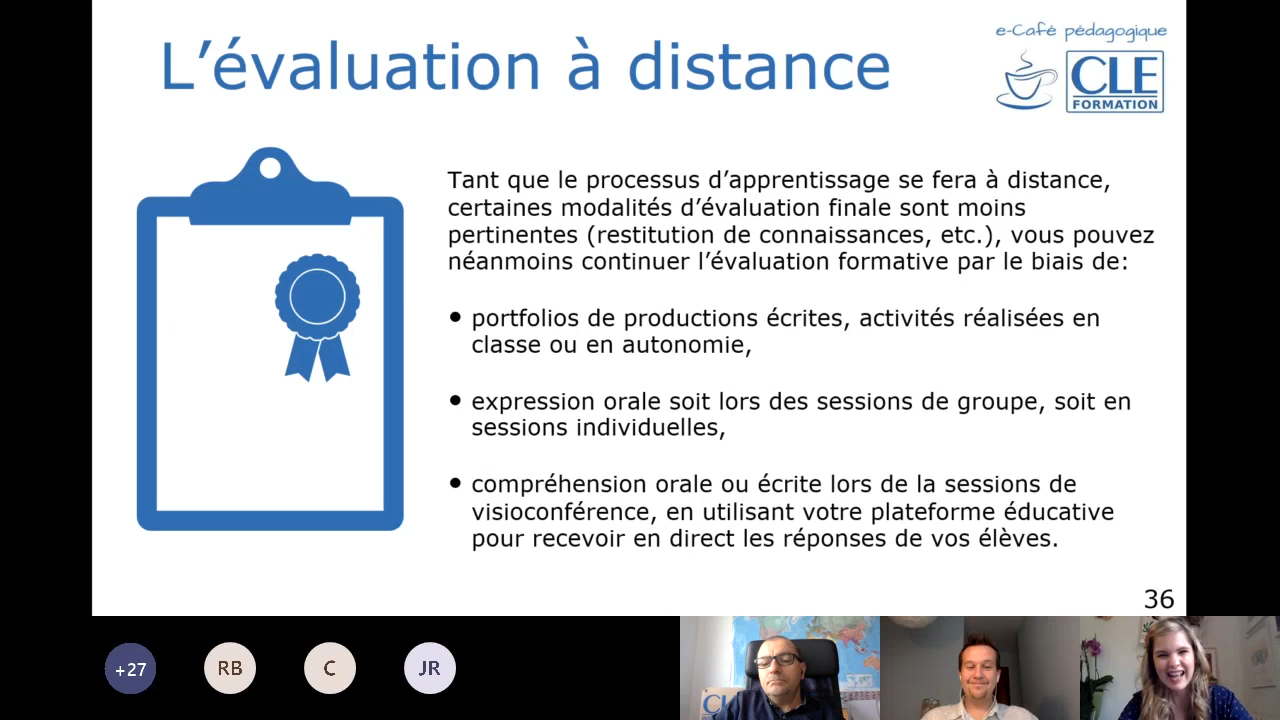 L’évaluation à distance
e-Café pédagogique
CLE
FORMATION
Tant que le processus d’apprentissage se fera à distance,
certaines modalités d’évaluation finale sont moins
pertinentes (restitution de connaissances, etc.), vous pouvez
néanmoins continuer l’évaluation formative par le biais de:
• portfolios de productions écrites, activités réalisées en
classe ou en autonomie,
• expression orale soit lors des sessions de groupe, soit en
sessions individuelles,
• compréhension orale ou écrite lors de la sessions de
visioconférence, en utilisant votre plateforme éducative
pour recevoir en direct les réponses de vos élèves.
36
+27
RB
C
JR
CLE